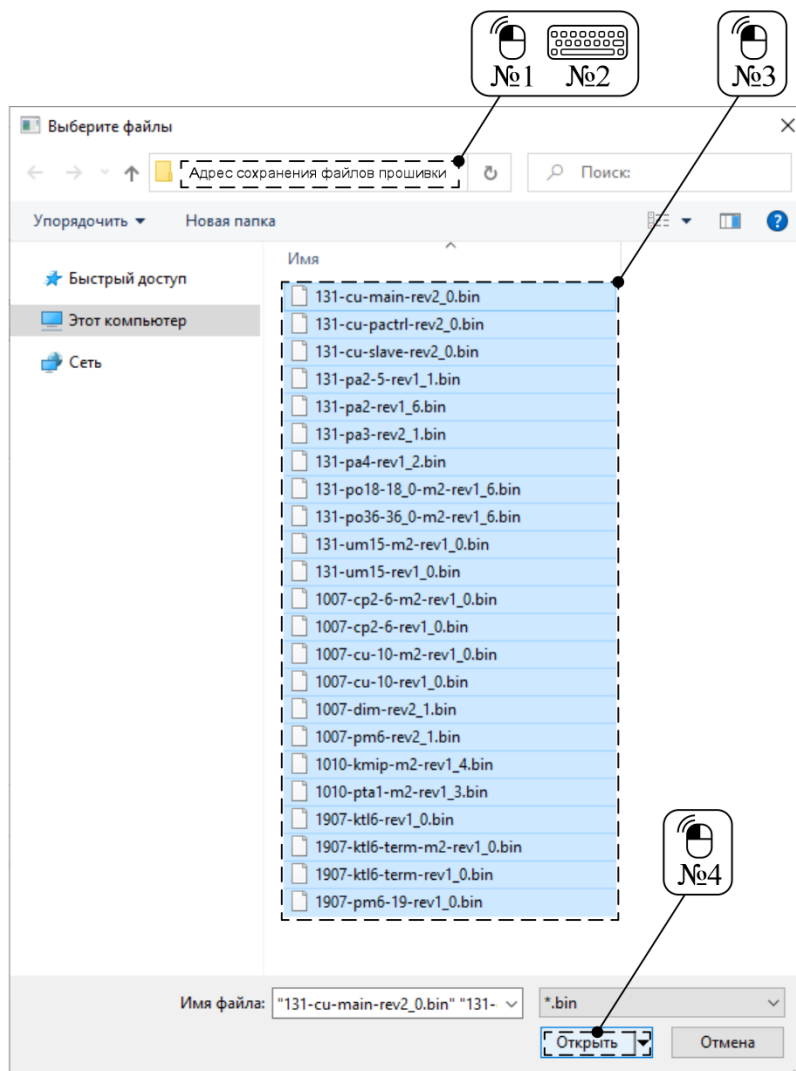 №1 №2 №3
Выберите файлы
Адрес сохранения файлов прошивки
Поиск:
Упорядочить Новая папка
Имя
Быстрый доступ
Этот компьютер
Сеть
131-cu-main-rev2_0.bin
131-cu-pactrl-rev2_0.bin
131-cu-slave-rev2_0.bin
131-pa2-5-rev1_1.bin
131-pa2-rev1_6.bin
131-pa3-rev2_1.bin
131-pa4-rev1_2.bin
131-po18-18_0-m2-rev1_6.bin
131-po36-36_0-m2-rev1_6.bin
131-um15-m2-rev1_0.bin
131-um15-rev1_0.bin
1007-cp2-6-m2-rev1_0.bin
1007-cp2-6-rev1_0.bin
1007-cu-10-m2-rev1_0.bin
1007-cu-10-rev1_0.bin
1007-dim-rev2_1.bin
1007-pm6-rev2_1.bin
1010-kmip-m2-rev1_4.bin
1010-pta1-m2-rev1_3.bin
1907-ktl6-rev1_0.bin
1907-ktl6-term-m2-rev1_0.bin
1907-ktl6-term-rev1_0.bin
1907-pm6-19-rev1_0.bin
№4
Имя файла: "131-cu-main-rev2_0.bin" "131- *.bin
Открыть Отмена